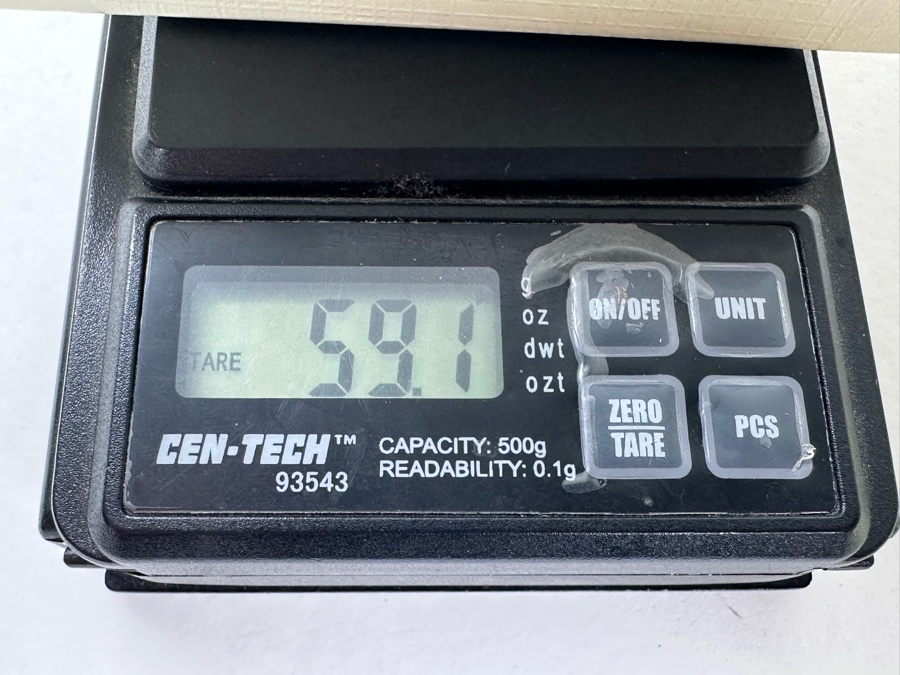 TARE 59.1
g
oz
dwt
ozt
ON/OFF
UNIT
ZERO
TARE
PCS
CEN-TECH™
93543
CAPACITY: 500g
READABILITY: 0.1g